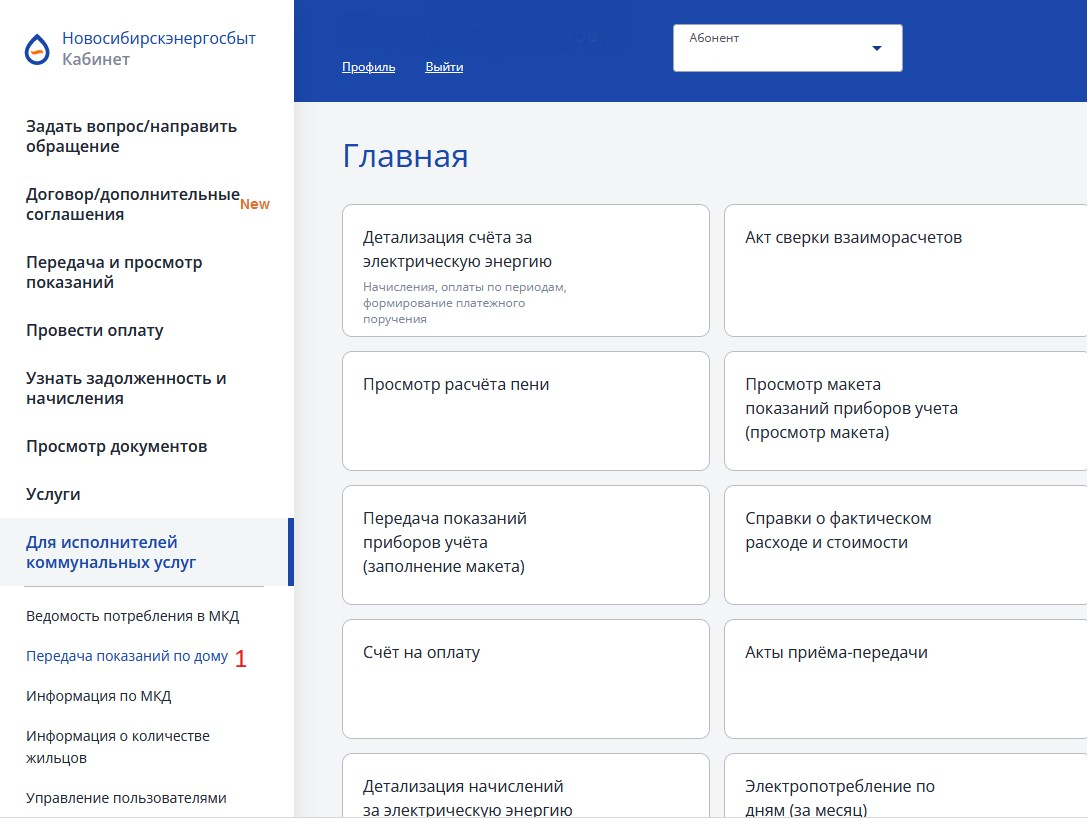 Новосибирскэнергосбыт
Кабинет
Задать вопрос/направить
обращение
Договор/дополнительные
соглашения
New
Передача и просмотр
показаний
Провести оплату
Узнать задолженность и
начисления
Просмотр документов
Услуги
Для исполнителей
коммунальных услуг
Ведомость потребления в МКД
Передача показаний по дому 1
Информация по МКД
Информация о количестве
жильцов
Управление пользователями
Профиль
Выйти
Абонент
Главная
Детализация счёта за
электрическую энергию
Начисления, оплаты по периодам,
формирование платежного
поручения
Акт сверки взаиморасчетов
Просмотр расчёта пени
Просмотр макета
показаний приборов учета
(просмотр макета)
Передача показаний
приборов учёта
(заполнение макета)
Справки о фактическом
расходе и стоимости
Счёт на оплату
Акты приёма-передачи
Детализация начислений
за электрическую энергию
Электропотребление по
дням (за месяц)